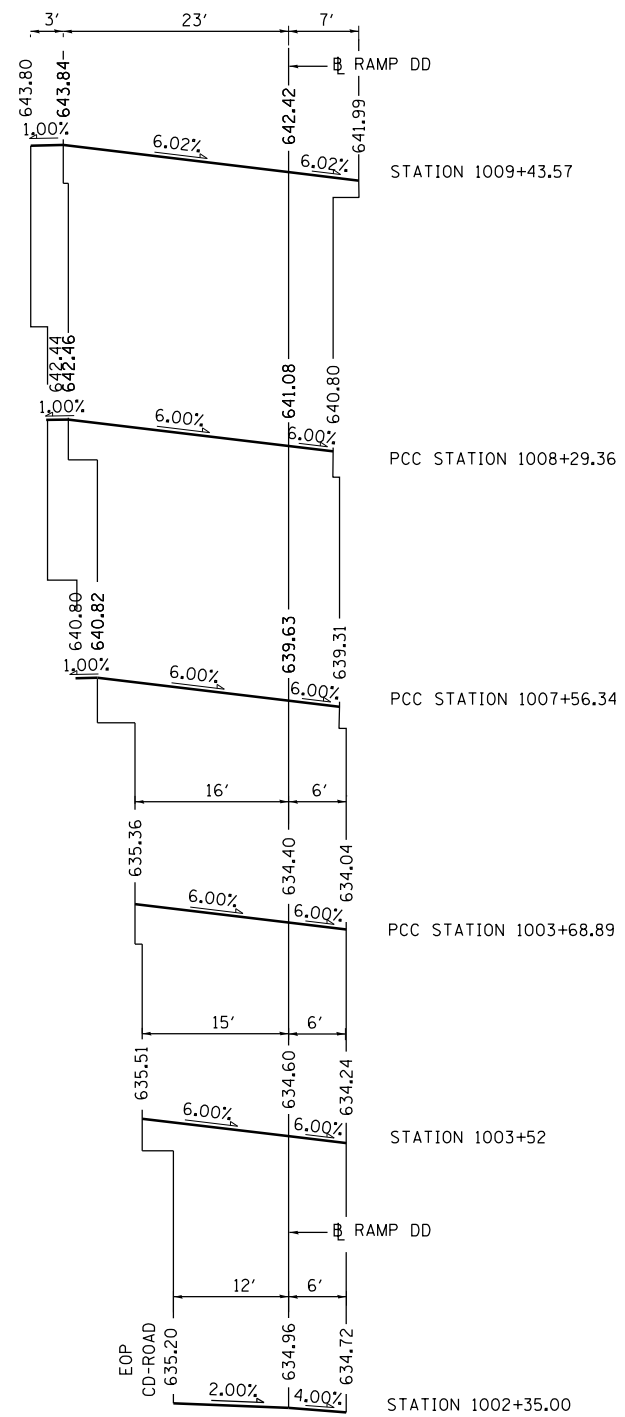 3' 23' 7'
643.80 643.84 642.42 641.99
℄ RAMP DD
1.00% 6.02% 6.02%
STATION 1009+43.57
642.44 642.46 641.08 640.80
1.00% 6.00% 6.00%
PCC STATION 1008+29.36
640.80 640.82 639.63 639.31
1.00% 6.00% 6.00%
PCC STATION 1007+56.34
16' 6'
635.36 634.40 634.04
6.00% 6.00%
PCC STATION 1003+68.89
15' 6'
635.51 634.60 634.24
6.00% 6.00%
STATION 1003+52
℄ RAMP DD
12' 6'
EOP
CD-ROAD
635.20 634.96 634.72
2.00% 4.00%
STATION 1002+35.00